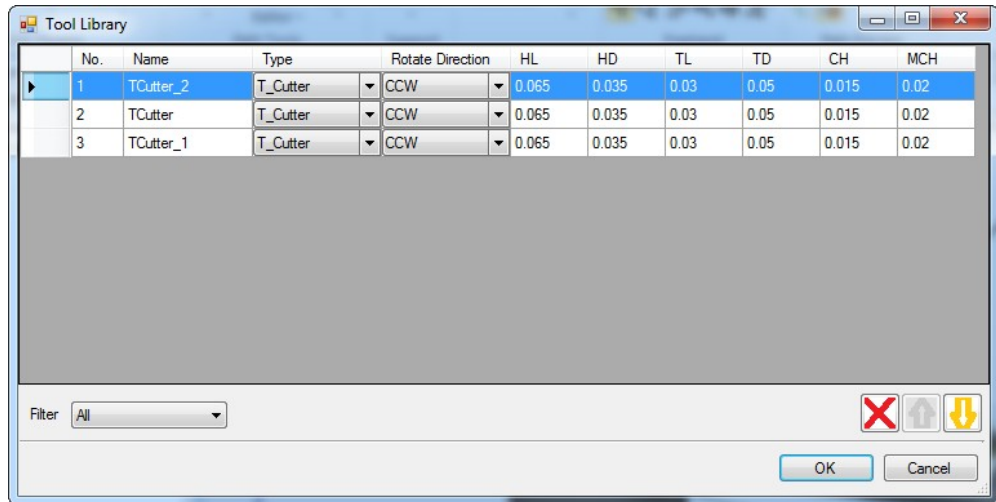 Tool Library
No. Name Type Rotate Direction HL HD TL TD CH MCH
1 TCutter_2 T_Cutter CCW 0.065 0.035 0.03 0.05 0.015 0.02
2 TCutter T_Cutter CCW 0.065 0.035 0.03 0.05 0.015 0.02
3 TCutter_1 T_Cutter CCW 0.065 0.035 0.03 0.05 0.015 0.02
Filter All
OK Cancel